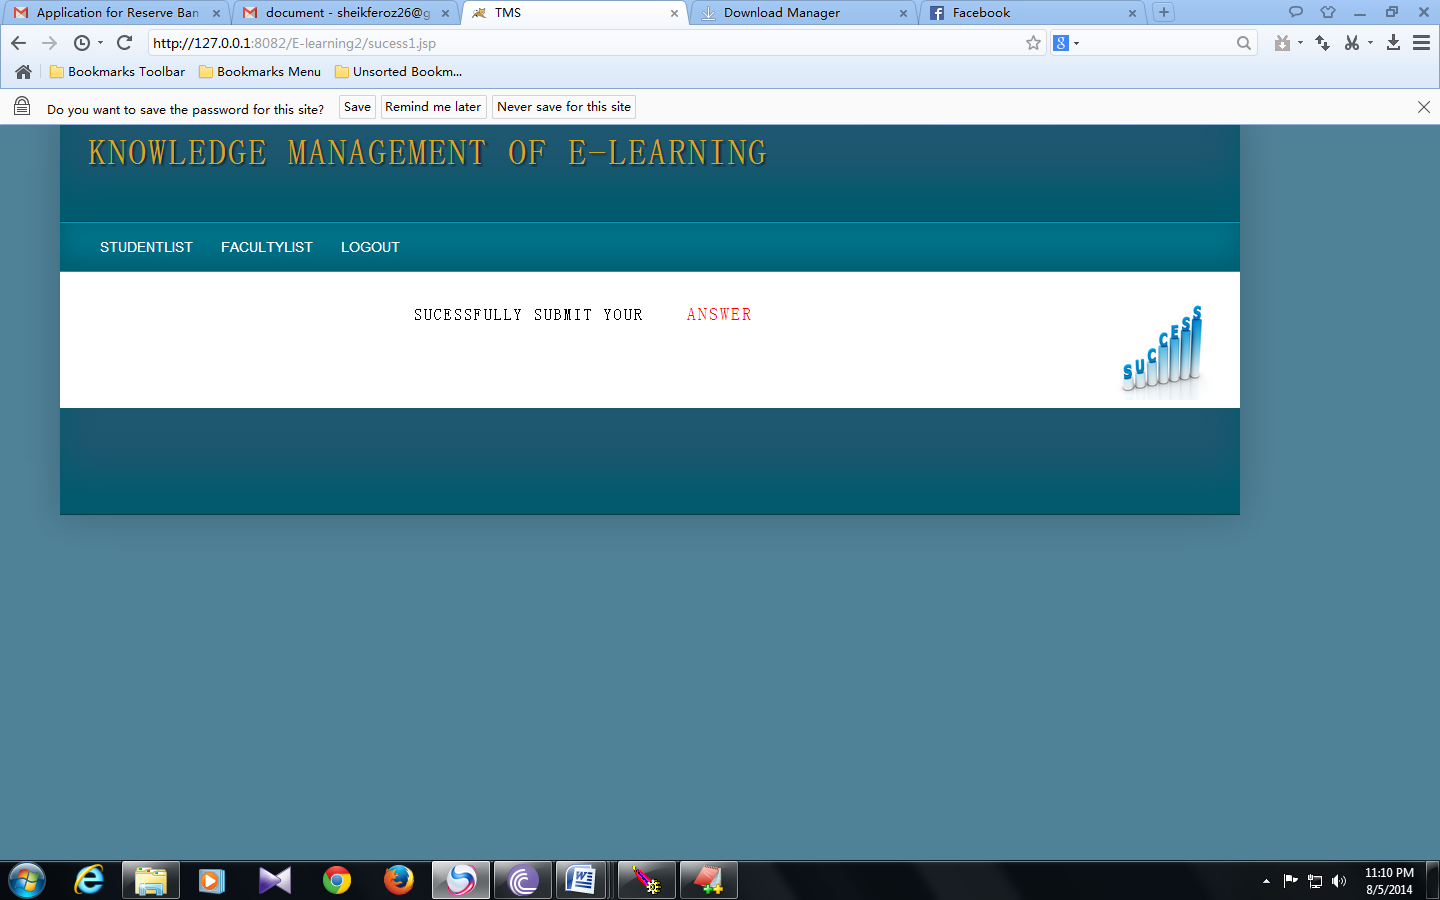 Application for Reserve Ban
document - sheikferoz26@g
TMS
Download Manager
Facebook
http://127.0.0.1:8082/E-learning2/sucess1.jsp
Bookmarks Toolbar
Bookmarks Menu
Unsorted Bookm...
Do you want to save the password for this site?
Save
Remind me later
Never save for this site
KNOWLEDGE MANAGEMENT OF E-LEARNING
STUDENTLIST FACULTYLIST LOGOUT
SUCESSFULLY SUBMIT YOUR ANSWER
SUCCESS
11:10 PM
8/5/2014